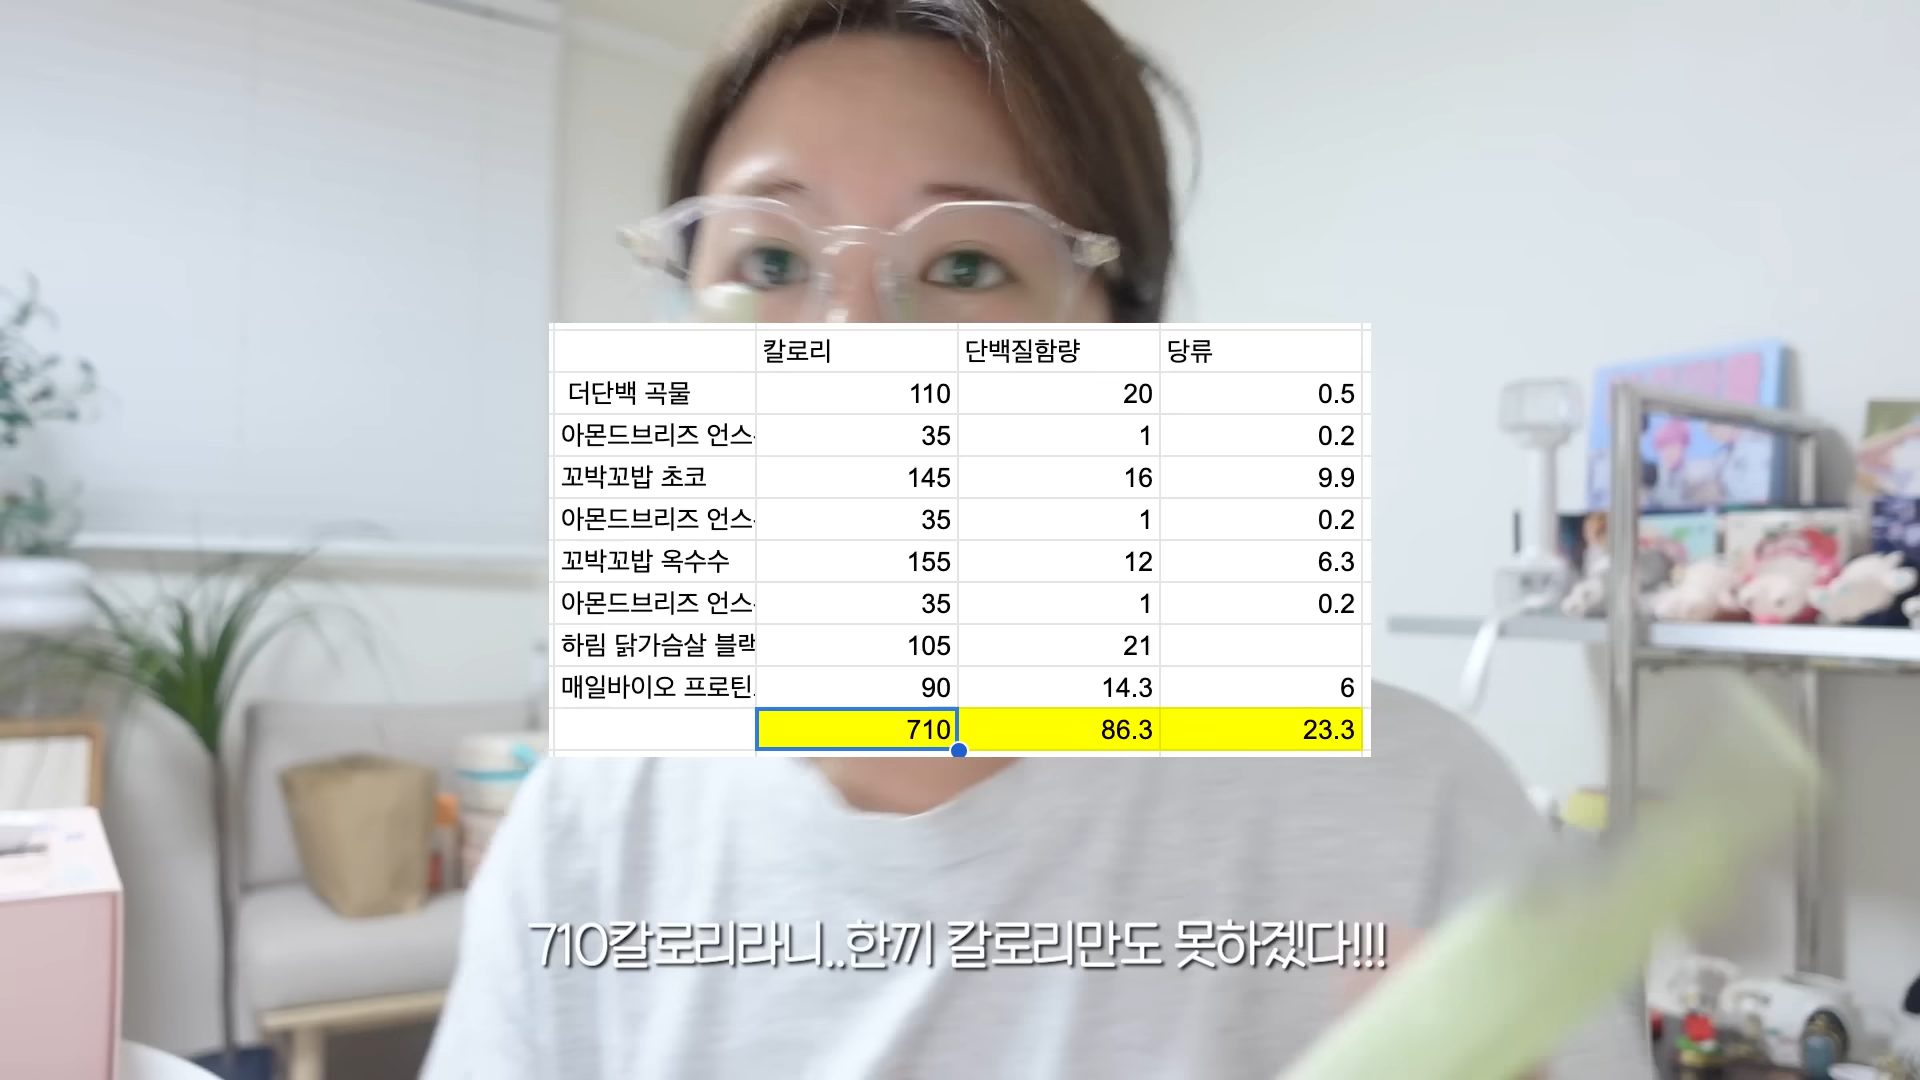 칼로리 단백질함량 당류
더단백 곡물 110 20 0.5
아몬드브리즈 언스 35 1 0.2
꼬박꼬밥 초코 145 16 9.9
아몬드브리즈 언스 35 1 0.2
꼬박꼬밥 옥수수 155 12 6.3
아몬드브리즈 언스 35 1 0.2
하림 닭가슴살 블랙 105 21
매일바이오 프로틴 90 14.3 6
710 86.3 23.3
710칼로리라니..한끼 칼로리만도 못하겠다!!!